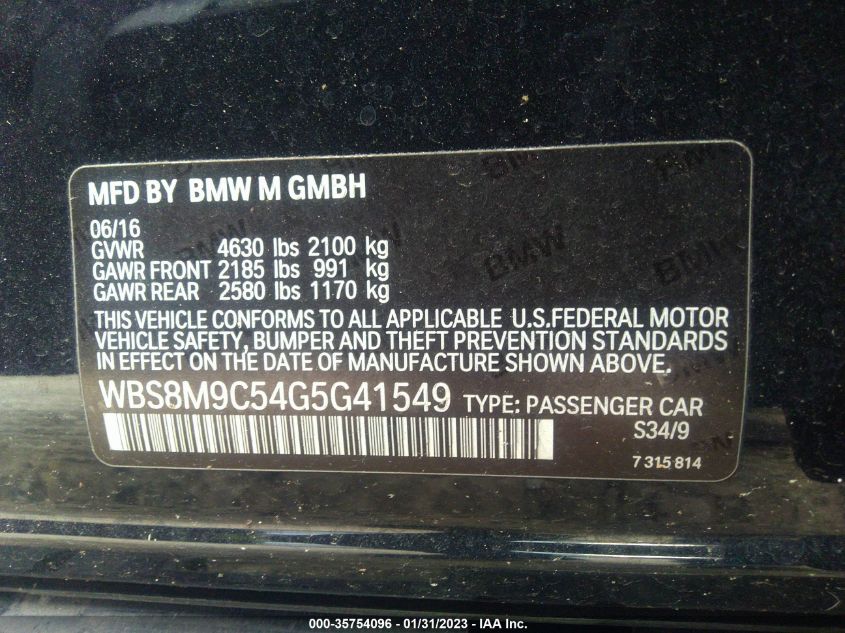 MFD BY BMW M GMBH
06/16
GVWR 4630 lbs 2100 kg
GAWR FRONT 2185 lbs 991 kg
GAWR REAR 2580 lbs 1170 kg
THIS VEHICLE CONFORMS TO ALL APPLICABLE U.S.FEDERAL MOTOR
VEHICLE SAFETY, BUMPER AND THEFT PREVENTION STANDARDS
IN EFFECT ON THE DATE OF MANUFACTURE SHOWN ABOVE.
WBS8M9C54G5G41549 TYPE: PASSENGER CAR
S34/9
7 315 814
000-35754096 - 01/31/2023 - IAA Inc.